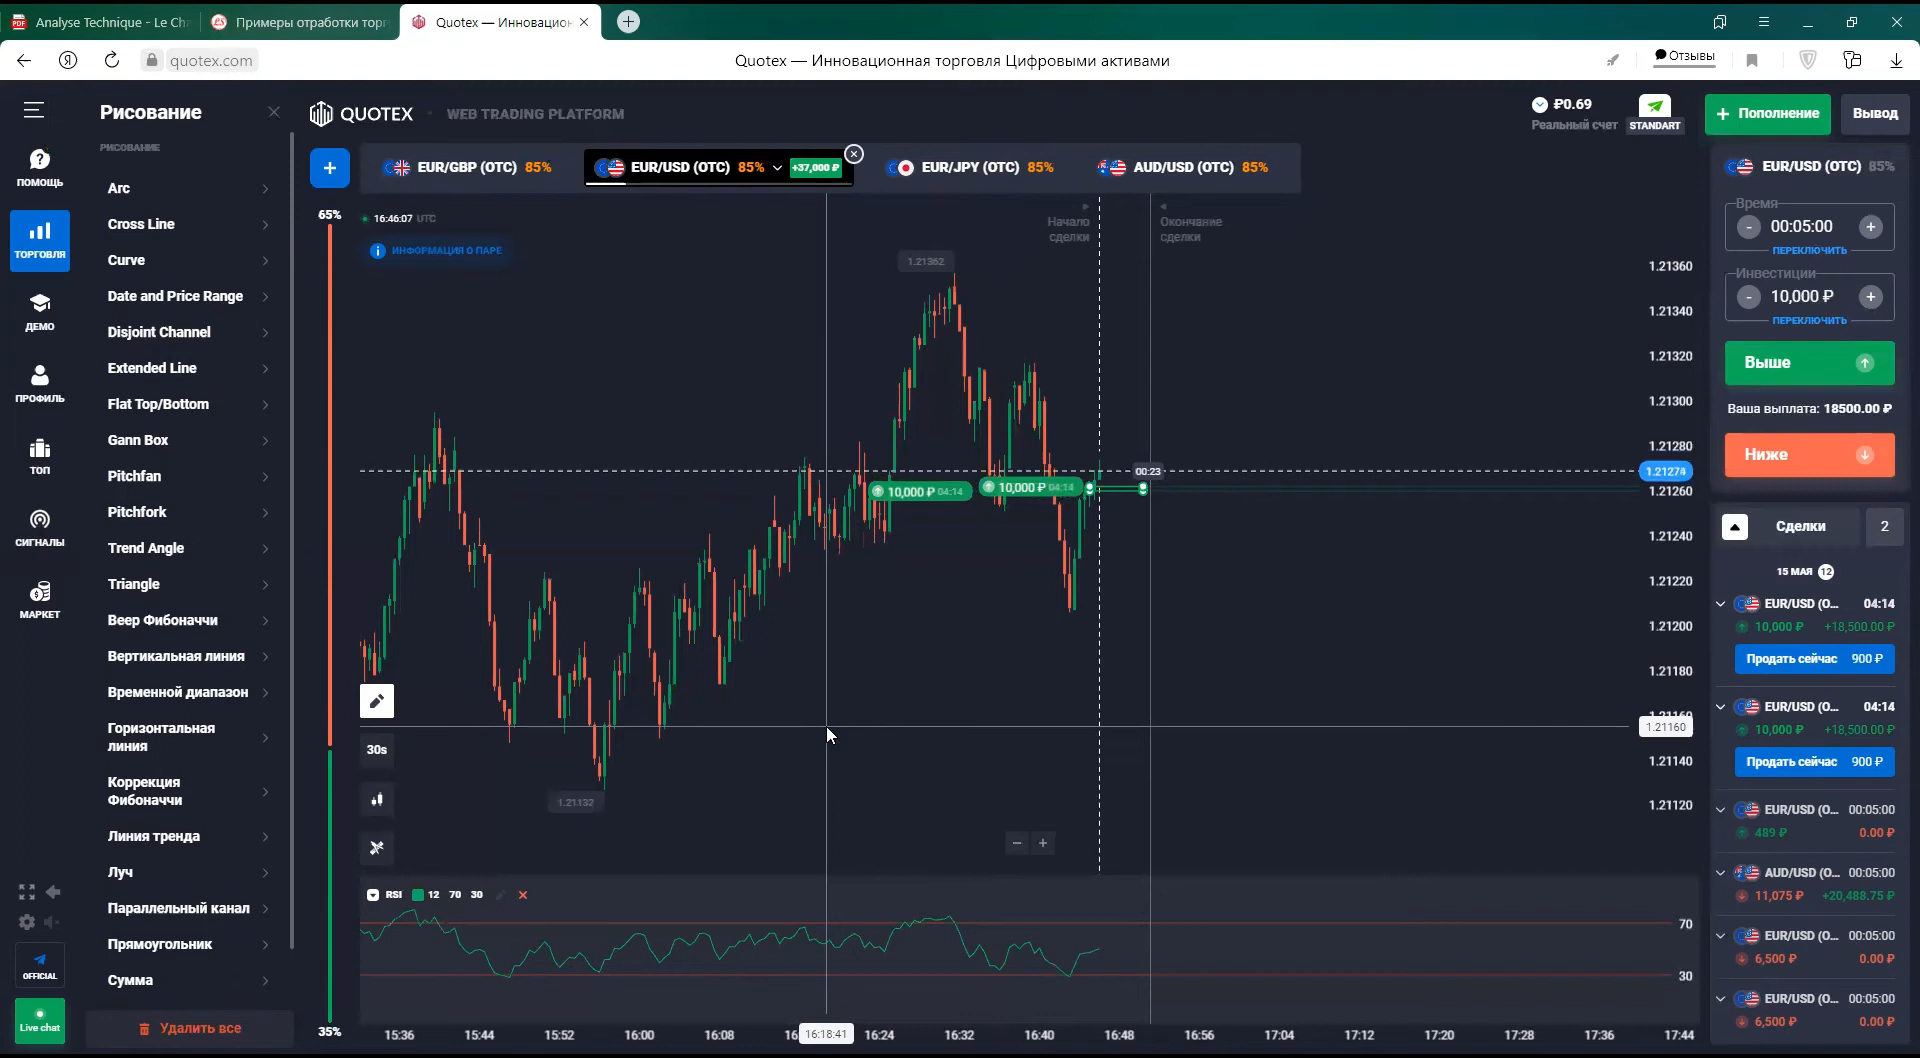 Analyse Technique - Le Cha
Примеры отработки торг
Quotex — Инновацион
quotex.com
Quotex — Инновационная торговля Цифровыми активами
Отзывы
ПОМОЩЬ
ТОРГОВЛЯ
ДЕМО
ПРОФИЛЬ
ТОП
СИГНАЛЫ
МАРКЕТ
OFFICIAL
Live chat
Рисование
РИСОВАНИЕ
Arc
Cross Line
Curve
Date and Price Range
Disjoint Channel
Extended Line
Flat Top/Bottom
Gann Box
Pitchfan
Pitchfork
Trend Angle
Triangle
Веер Фибоначчи
Вертикальная линия
Временной диапазон
Горизонтальная
линия
Коррекция
Фибоначчи
Линия тренда
Луч
Параллельный канал
Прямоугольник
Сумма
Удалить все
QUOTEX
WEB TRADING PLATFORM
₽0.69
Реальный счет
STANDART
+ Пополнение
Вывод
+
EUR/GBP (OTC) 85%
EUR/USD (OTC) 85% +37,000 ₽
EUR/JPY (OTC) 85%
AUD/USD (OTC) 85%
65%
16:46:07 UTC
ИНФОРМАЦИЯ О ПАРЕ
Начало
сделки
Окончание
сделки
1.21362
10,000 ₽ 04:14
10,000 ₽ 04:14
00:23
1.21132
30s
35%
1.21360
1.21340
1.21320
1.21300
1.21280
1.21274
1.21260
1.21240
1.21220
1.21200
1.21180
1.21160
1.21160
1.21140
1.21120
RSI 12 70 30
70
30
15:36
15:44
15:52
16:00
16:08
16:18:41
16:24
16:32
16:40
16:48
16:56
17:04
17:12
17:20
17:28
17:36
17:44
EUR/USD (OTC) 85%
Время
- 00:05:00 +
ПЕРЕКЛЮЧИТЬ
Инвестиции
- 10,000 ₽ +
ПЕРЕКЛЮЧИТЬ
Выше
Ваша выплата: 18500.00 ₽
Ниже
Сделки 2
15 МАЯ 12
EUR/USD (O... 04:14
10,000 ₽ +18,500.00 ₽
Продать сейчас 900 ₽
EUR/USD (O... 04:14
10,000 ₽ +18,500.00 ₽
Продать сейчас 900 ₽
EUR/USD (O... 00:05:00
489 ₽ 0.00 ₽
AUD/USD (O... 00:05:00
11,075 ₽ +20,488.75 ₽
EUR/USD (O... 00:05:00
6,500 ₽ 0.00 ₽
EUR/USD (O... 00:05:00
6,500 ₽ 0.00 ₽